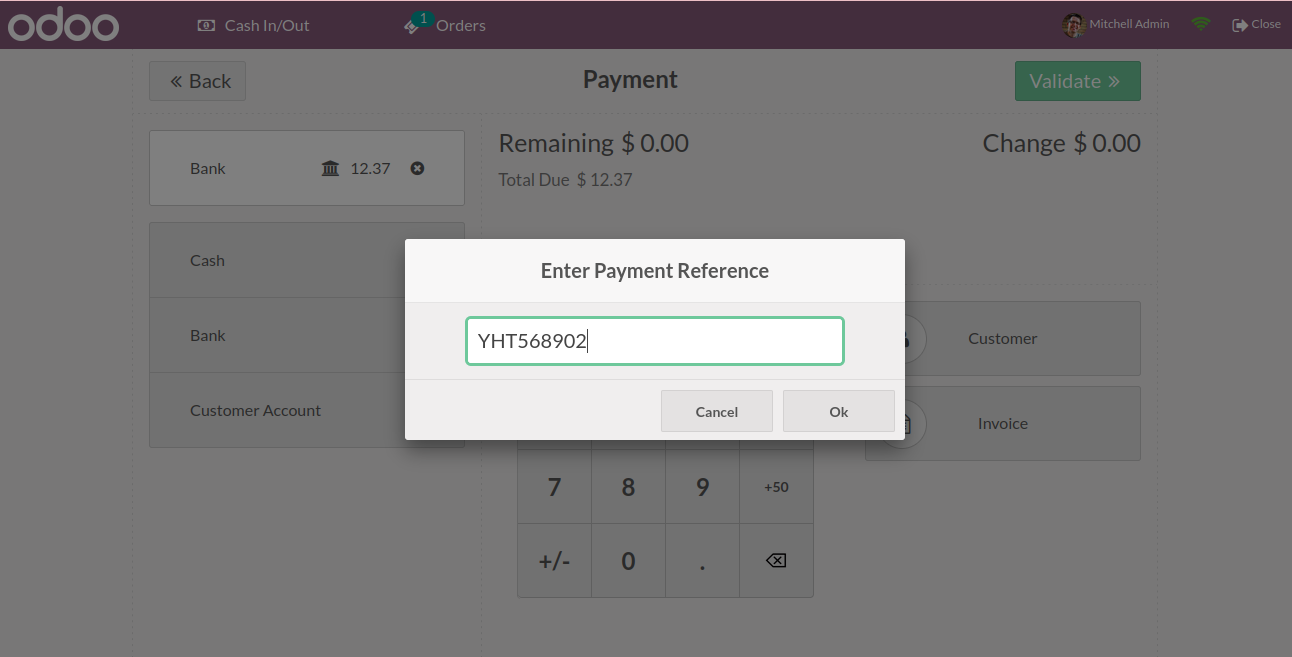 odoo
Cash In/Out
1
Orders
Mitchell Admin
Close
Back
Payment
Validate
Bank
12.37
Remaining $ 0.00
Change $ 0.00
Total Due $ 12.37
Cash
Bank
Customer Account
Enter Payment Reference
YHT568902
Cancel
Ok
Customer
Invoice
7 8 9 +50
+/- 0 .